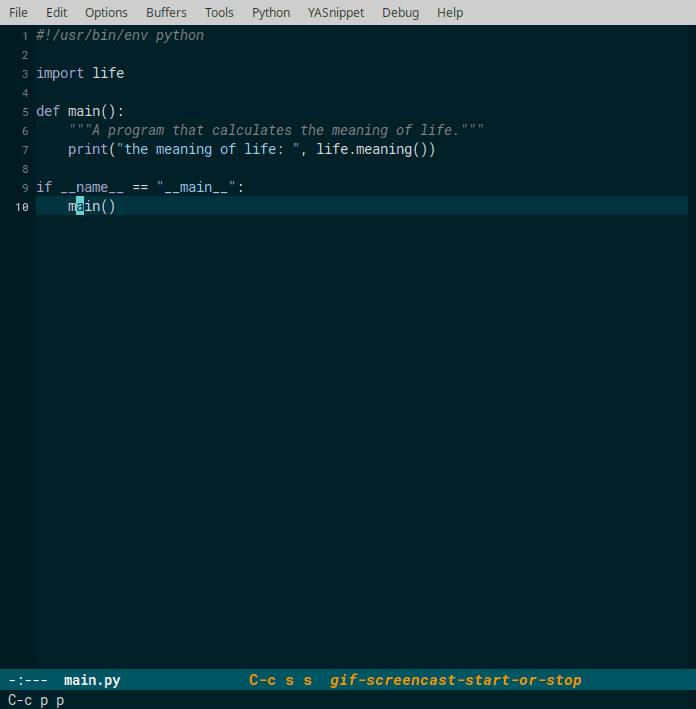 File Edit Options Buffers Tools Python YASnippet Debug Help
1 #!/usr/bin/env python
2
3 import life
4
5 def main():
6     """A program that calculates the meaning of life."""
7     print("the meaning of life: ", life.meaning())
8
9 if __name__ == "__main__":
10     main()
-:--- main.py C-c s s gif-screencast-start-or-stop
C-c p p